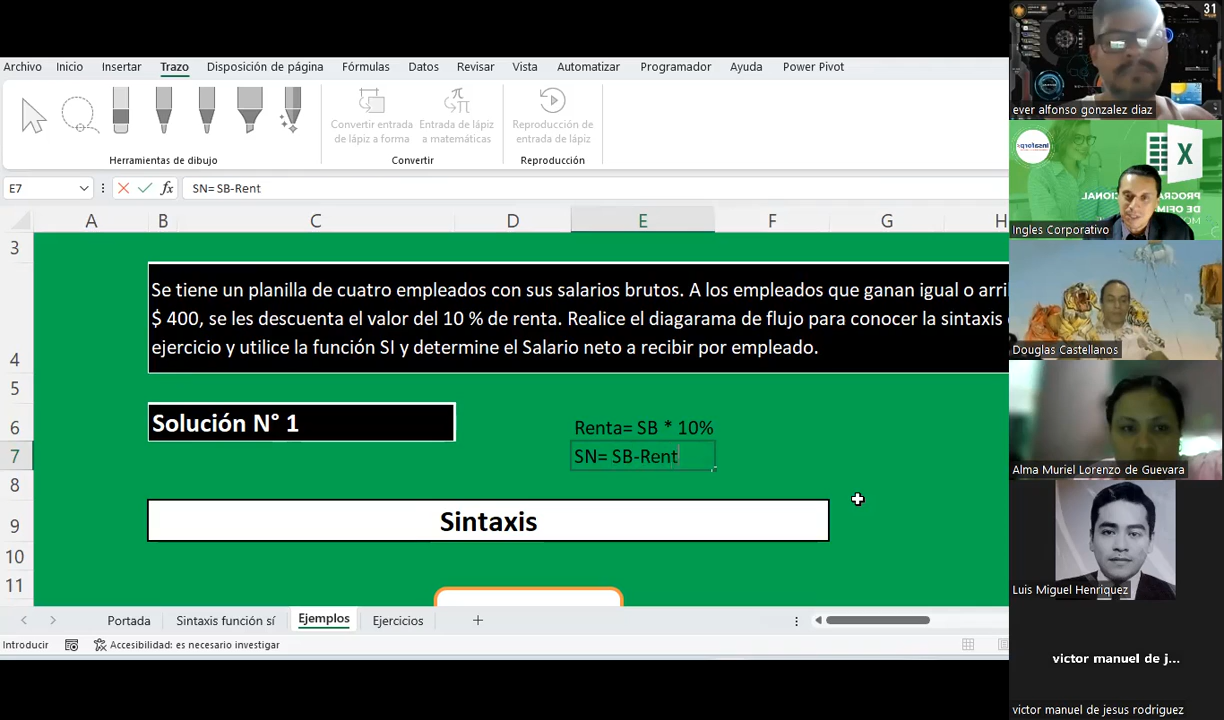 Archivo Inicio Insertar Trazo Disposición de página Fórmulas Datos Revisar Vista Automatizar Programador Ayuda Power Pivot
Convertir entrada de lápiz a forma
Entrada de lápiz a matemáticas
Reproducción de entrada de lápiz
Herramientas de dibujo
Convertir
Reproducción
E7
fx
SN= SB-Rent
A B C D E F G H
3
4
5
6
7
8
9
10
11
Se tiene un planilla de cuatro empleados con sus salarios brutos. A los empleados que ganan igual o arri
$ 400, se les descuenta el valor del 10 % de renta. Realice el diagarama de flujo para conocer la sintaxis
ejercicio y utilice la función SI y determine el Salario neto a recibir por empleado.
Solución N° 1
Renta= SB * 10%
SN= SB-Rent
Sintaxis
Portada Sintaxis función sí Ejemplos Ejercicios +
Introducir
Accesibilidad: es necesario investigar
31
ever alfonso gonzalez diaz
insaforp
X
Ingles Corporativo
Douglas Castellanos
Alma Muriel Lorenzo de Guevara
Luis Miguel Henriquez
victor manuel de j...
victor manuel de jesus rodriguez